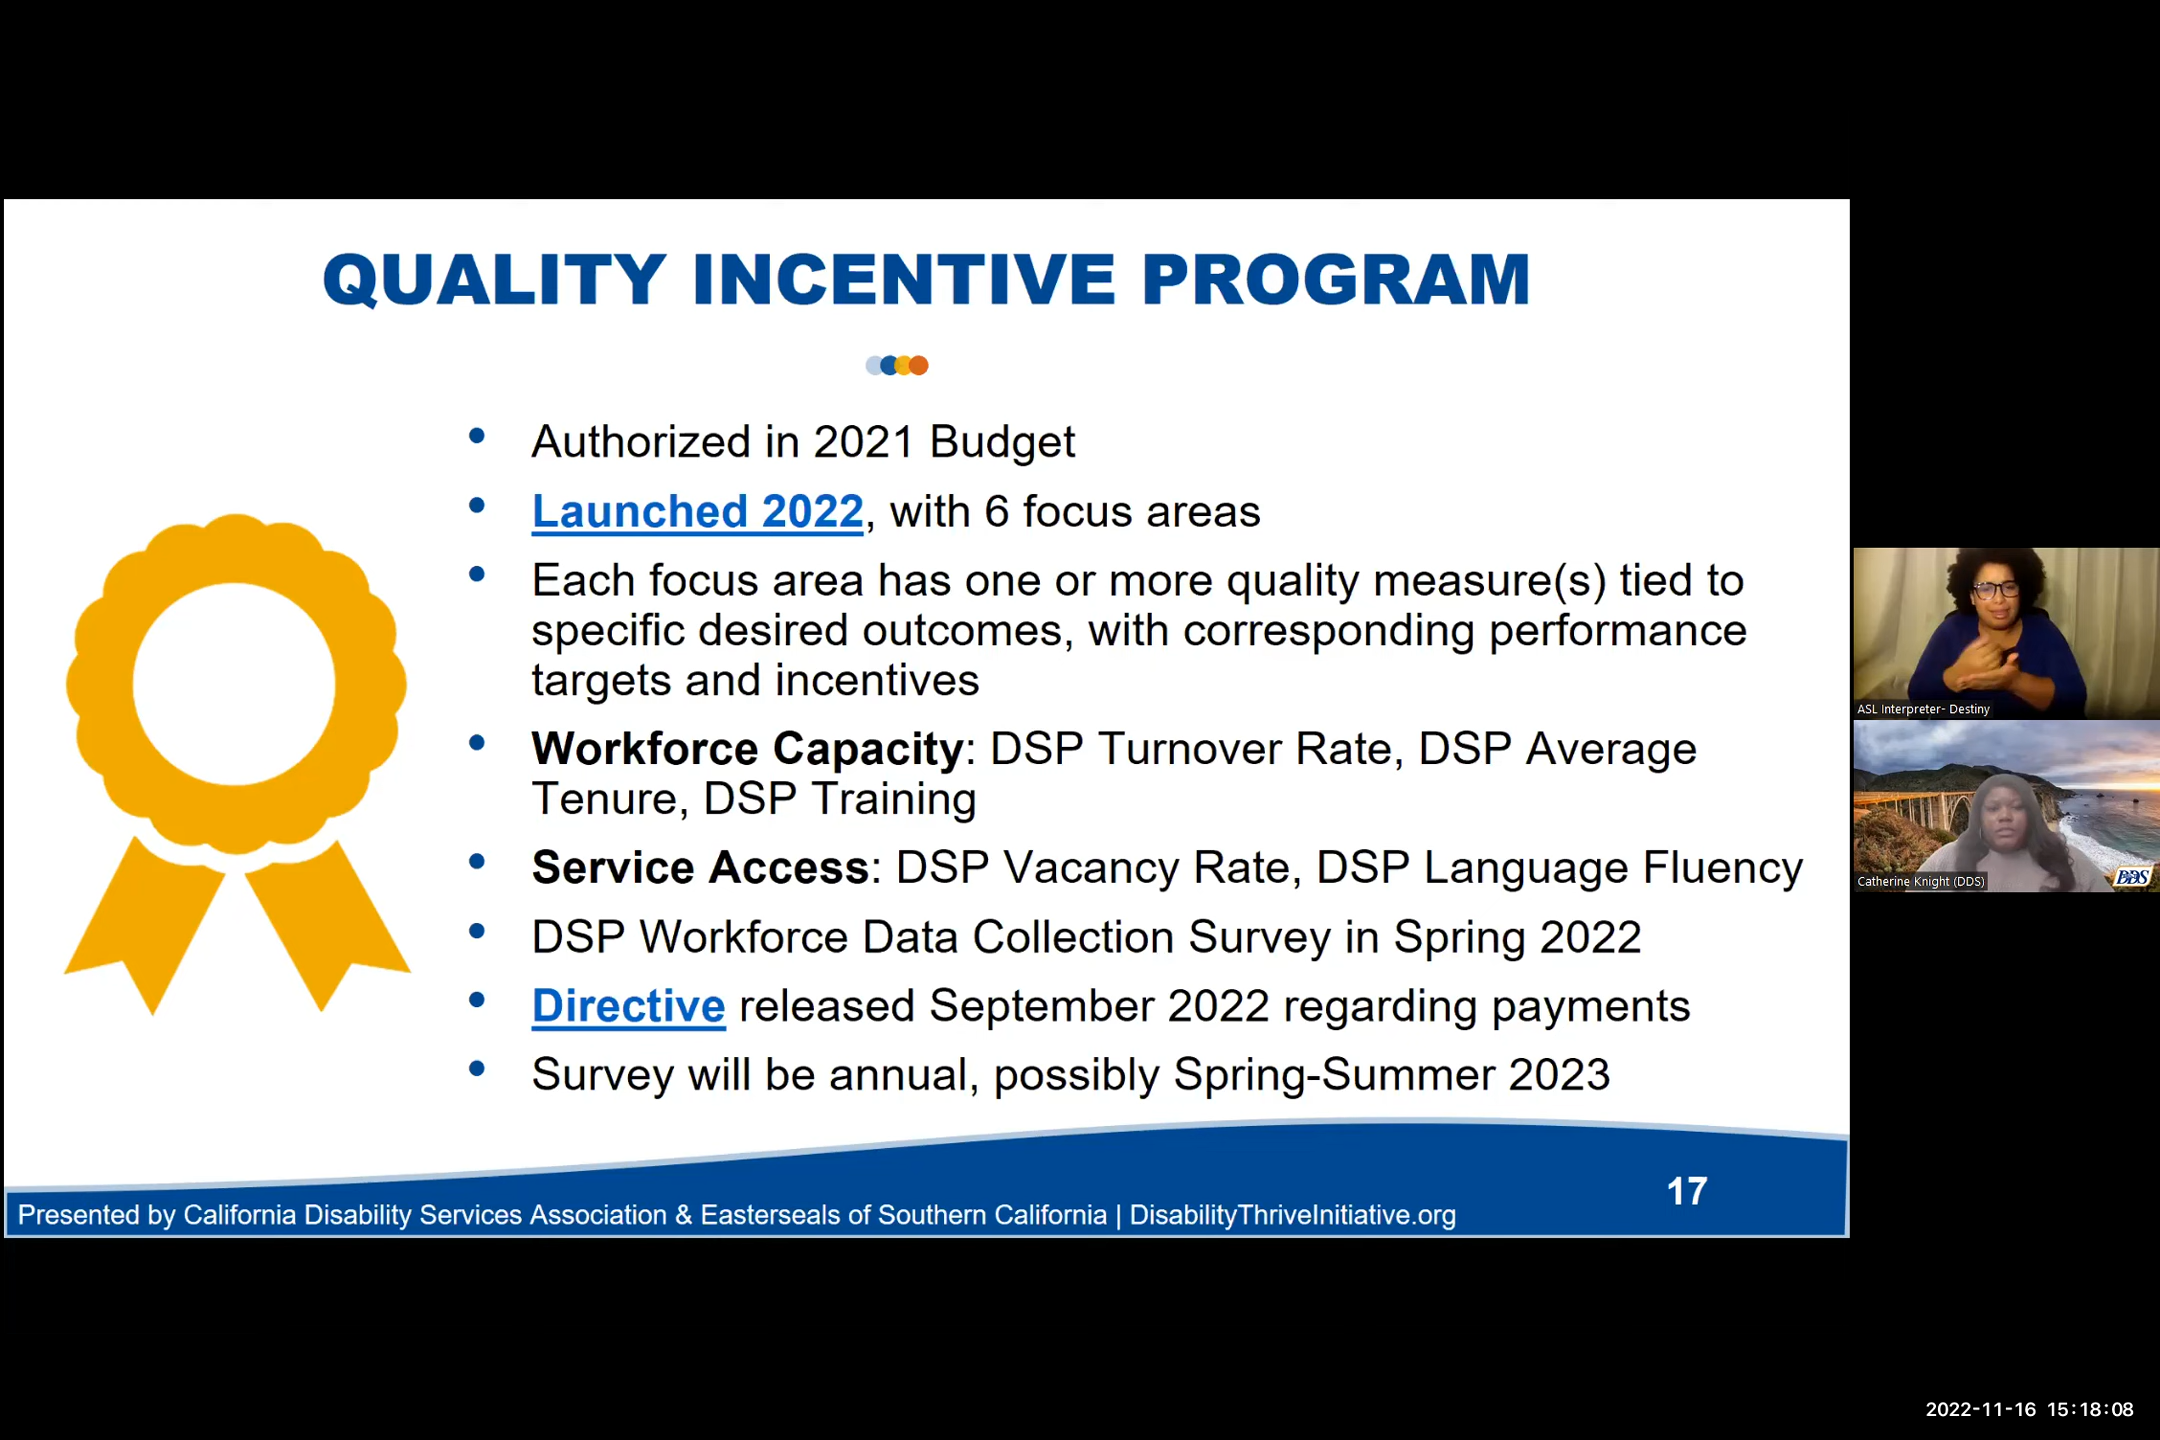 QUALITY INCENTIVE PROGRAM
• Authorized in 2021 Budget
• Launched 2022, with 6 focus areas
• Each focus area has one or more quality measure(s) tied to
specific desired outcomes, with corresponding performance
targets and incentives
• Workforce Capacity: DSP Turnover Rate, DSP Average
Tenure, DSP Training
• Service Access: DSP Vacancy Rate, DSP Language Fluency
• DSP Workforce Data Collection Survey in Spring 2022
• Directive released September 2022 regarding payments
• Survey will be annual, possibly Spring-Summer 2023
17
Presented by California Disability Services Association & Easterseals of Southern California | DisabilityThriveInitiative.org
ASL Interpreter- Destiny
Catherine Knight (DDS)
DDS
2022-11-16 15:18:08